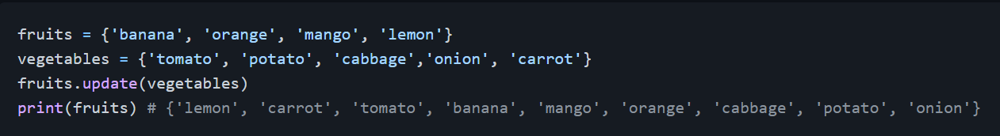 fruits = {'banana', 'orange', 'mango', 'lemon'}
vegetables = {'tomato', 'potato', 'cabbage','onion', 'carrot'}
fruits.update(vegetables)
print(fruits) # {'lemon', 'carrot', 'tomato', 'banana', 'mango', 'orange', 'cabbage', 'potato', 'onion'}